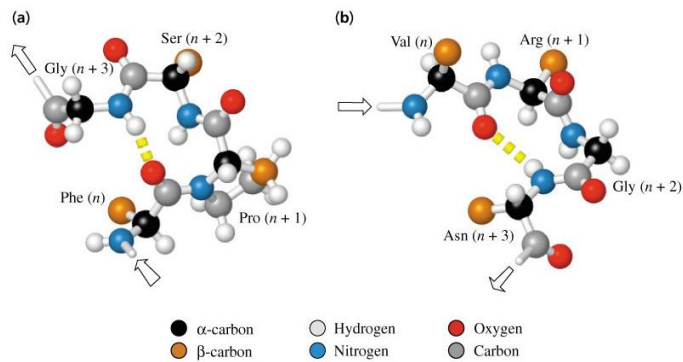 (a)
Ser (n + 2)
Gly (n + 3)
Phe (n)
Pro (n + 1)
(b)
Val (n)
Arg (n + 1)
Gly (n + 2)
Asn (n + 3)
α-carbon
Hydrogen
Oxygen
β-carbon
Nitrogen
Carbon